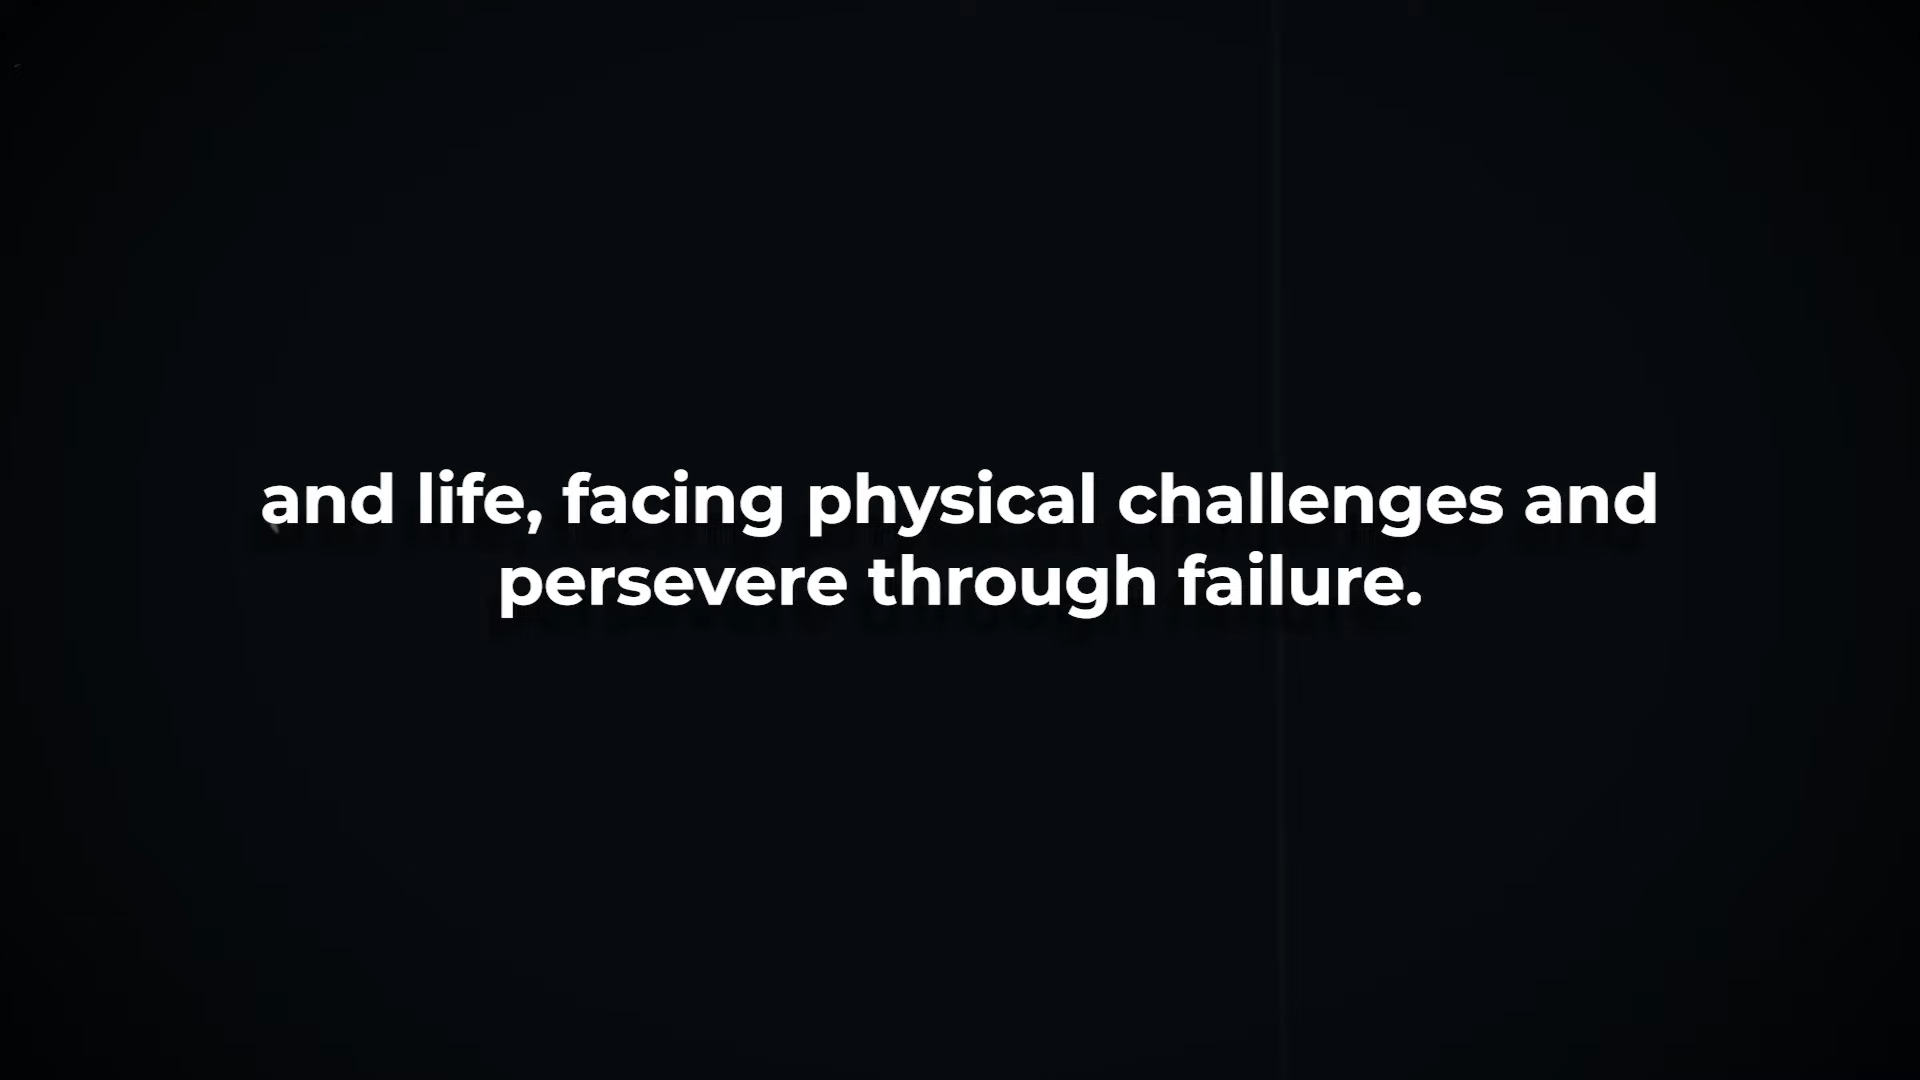 and life, facing physical challenges and
persevere through failure.